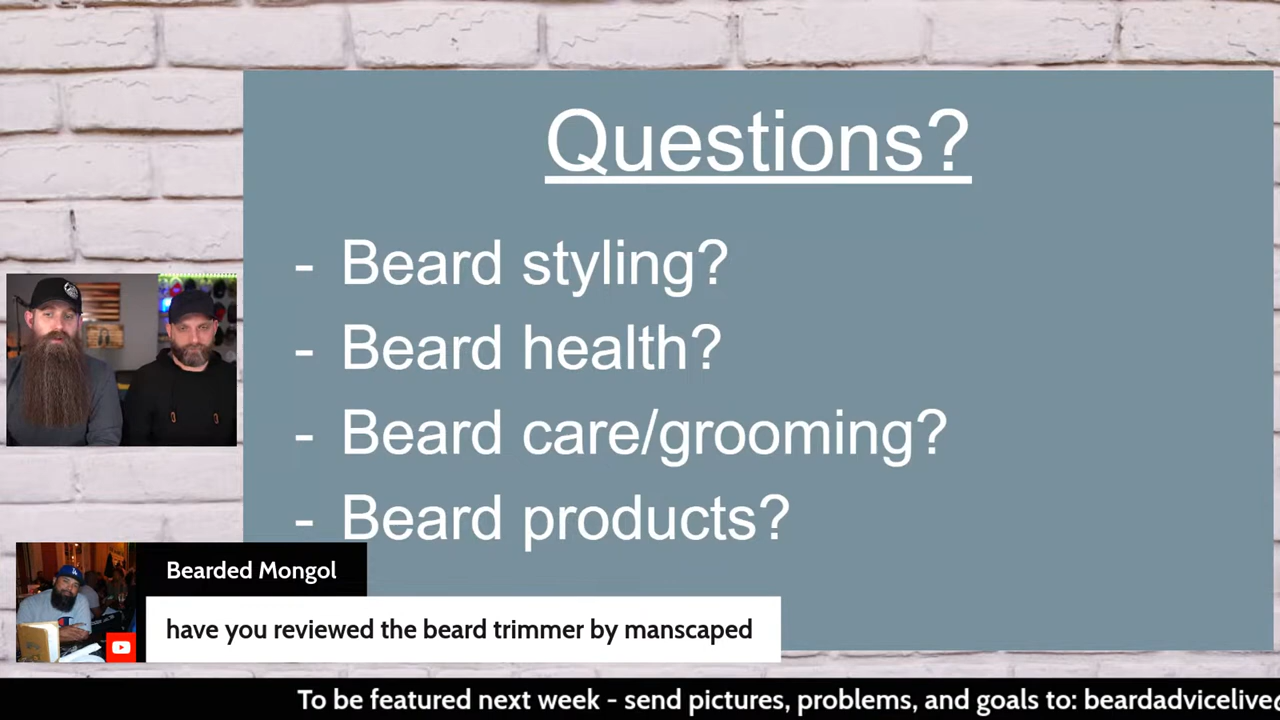 Questions?
- Beard styling?
- Beard health?
- Beard care/grooming?
- Beard products?
Bearded Mongol
have you reviewed the beard trimmer by manscaped
To be featured next week - send pictures, problems, and goals to: beardadvicelive